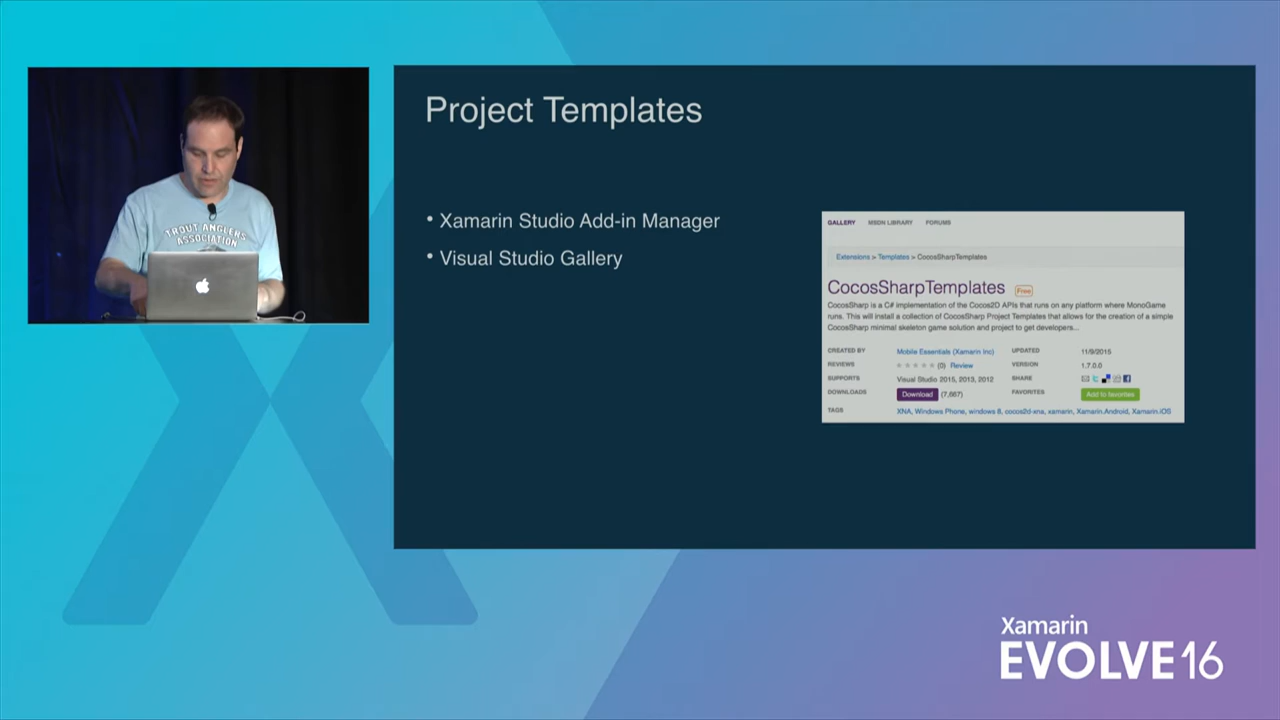 TROUT ANGLERS
ASSOCIATION
Project Templates
• Xamarin Studio Add-in Manager
• Visual Studio Gallery
GALLERY MSDN LIBRARY FORUMS
Extensions > Templates > CocosSharpTemplates
CocosSharpTemplates Free
CocosSharp is a C# implementation of the Cocos2D APIs that runs on any platform where MonoGame
runs. This will install a collection of CocosSharp Project Templates that allows for the creation of a simple
CocosSharp minimal skeleton game solution and project to get developers...
CREATED BY Mobile Essentials (Xamarin Inc) UPDATED 11/9/2015
REVIEWS (0) Review VERSION 1.7.0.0
SUPPORTS Visual Studio 2015, 2013, 2012 SHARE
DOWNLOADS Download (7,667) FAVORITES Add to favorites
TAGS XNA, Windows Phone, windows 8, cocos2d-xna, xamarin, Xamarin.Android, Xamarin.iOS
Xamarin
EVOLVE16